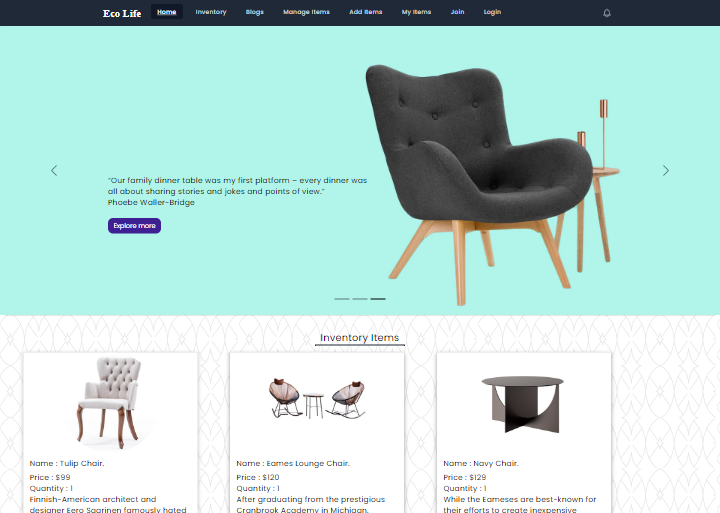 Eco Life Home Inventory Blogs Manage Items Add Items My Items Join Login
“Our family dinner table was my first platform – every dinner was
all about sharing stories and jokes and points of view.”
Phoebe Waller-Bridge
Explore more
Inventory Items
Name : Tulip Chair.
Price : $99
Quantity : 1
Finnish-American architect and
designer Eero Saarinen famously hated
Name : Eames Lounge Chair.
Price : $120
Quantity : 1
After graduating from the prestigious
Cranbrook Academy in Michigan,
Name : Navy Chair.
Price : $129
Quantity : 1
While the Eameses are best-known for
their efforts to create inexpensive